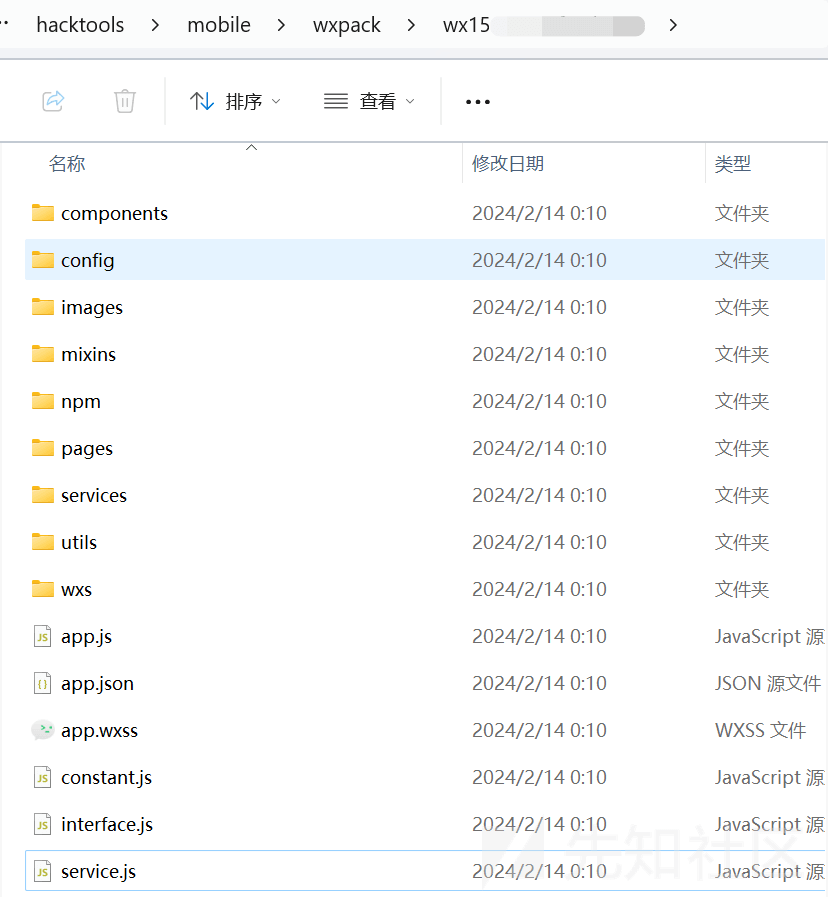 hacktools > mobile > wxpack > wx15 >
排序 查看
名称 修改日期 类型
components 2024/2/14 0:10 文件夹
config 2024/2/14 0:10 文件夹
images 2024/2/14 0:10 文件夹
mixins 2024/2/14 0:10 文件夹
npm 2024/2/14 0:10 文件夹
pages 2024/2/14 0:10 文件夹
services 2024/2/14 0:10 文件夹
utils 2024/2/14 0:10 文件夹
wxs 2024/2/14 0:10 文件夹
app.js 2024/2/14 0:10 JavaScript 源
app.json 2024/2/14 0:10 JSON 源文件
app.wxss 2024/2/14 0:10 WXSS 文件
constant.js 2024/2/14 0:10 JavaScript 源
interface.js 2024/2/14 0:10 JavaScript 源
service.js 2024/2/14 0:10 JavaScript 源
先知社区